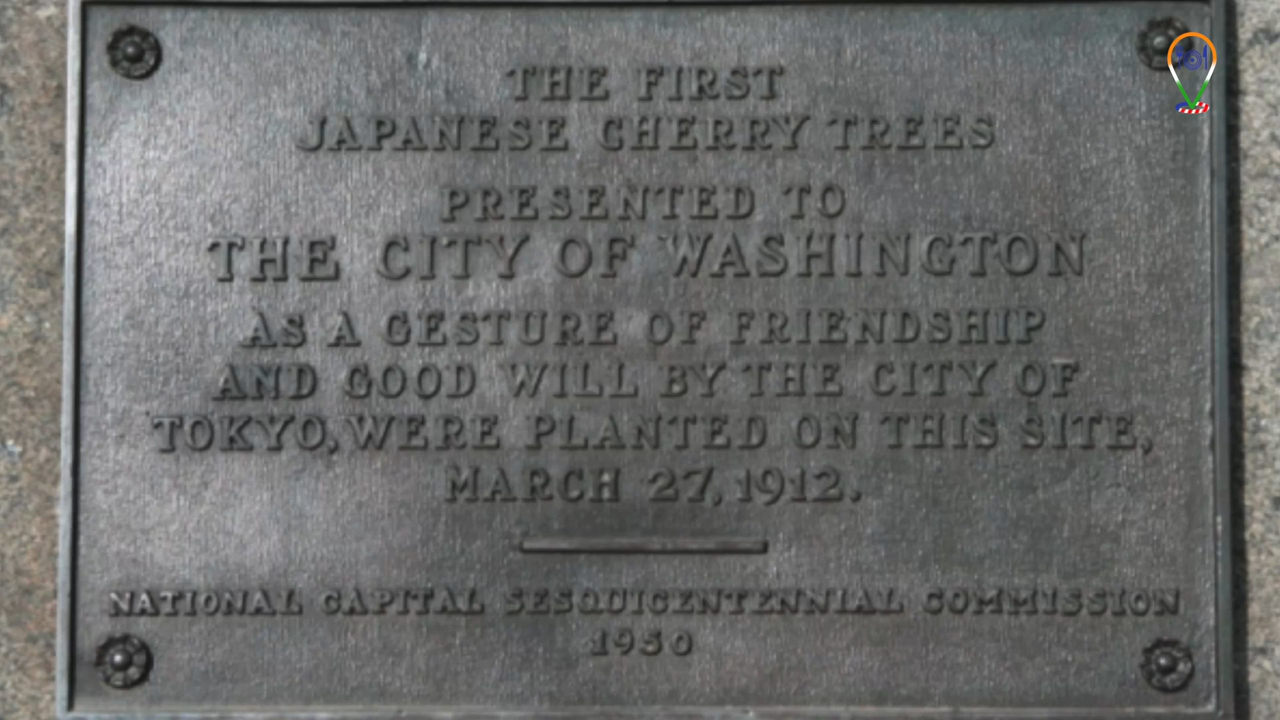 THE FIRST
JAPANESE CHERRY TREES
PRESENTED TO
THE CITY OF WASHINGTON
AS A GESTURE OF FRIENDSHIP
AND GOOD WILL BY THE CITY OF
TOKYO, WERE PLANTED ON THIS SITE,
MARCH 27, 1912.
NATIONAL CAPITAL SESQUICENTENNIAL COMMISSION
1950